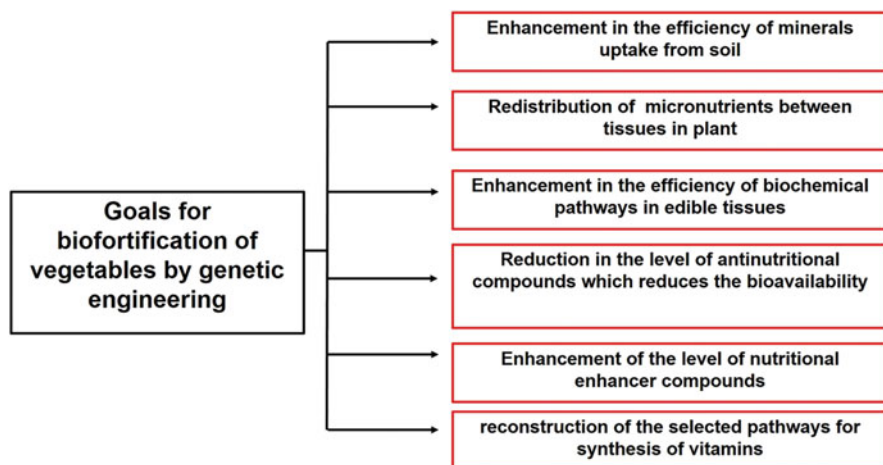 Goals for
biofortification of
vegetables by genetic
engineering
Enhancement in the efficiency of minerals
uptake from soil
Redistribution of micronutrients between
tissues in plant
Enhancement in the efficiency of biochemical
pathways in edible tissues
Reduction in the level of antinutritional
compounds which reduces the bioavailability
Enhancement of the level of nutritional
enhancer compounds
reconstruction of the selected pathways for
synthesis of vitamins